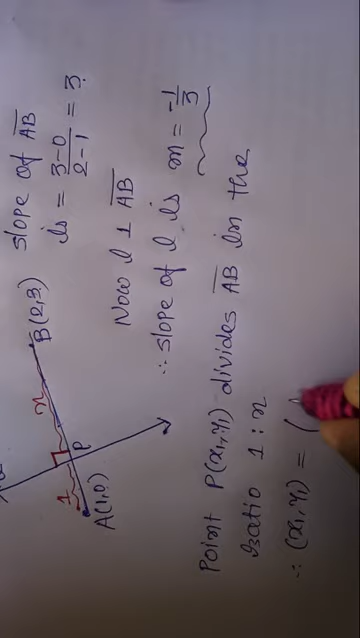 1
n
P
A(1,0)
B(2,3)
slope of AB
is = 3-0/2-1 = 3
Now l ⊥ AB
∴ slope of l is m = -1/3
Point P(x₁,y₁) divides AB in the
ratio 1 : n
∴ (x₁, y₁) = (